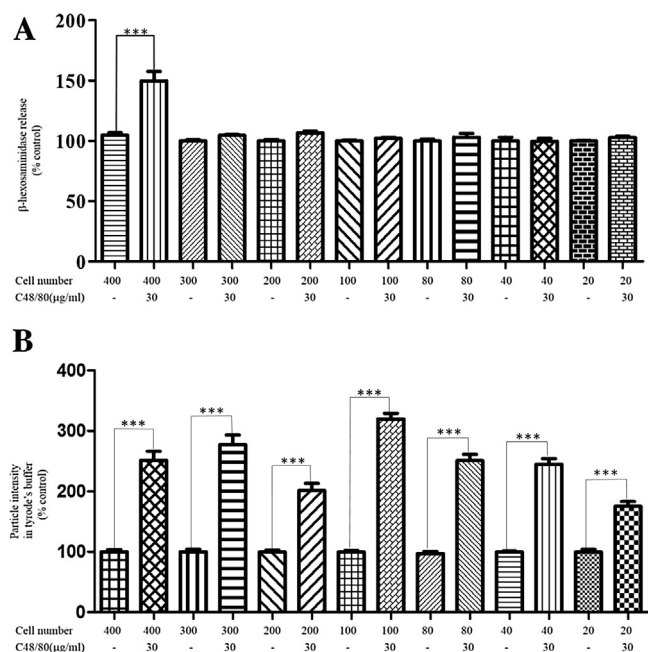 A
200
150
100
50
0
β-hexosaminidase release
(% control)
***
Cell number 400 400 300 300 200 200 100 100 80 80 40 40 20 20
C48/80(μg/ml) - 30 - 30 - 30 - 30 - 30 - 30 - 30
B
400
300
200
100
0
Particle intensity
in tyrode's buffer
(% control)
*** *** *** *** *** *** ***
Cell number 400 400 300 300 200 200 100 100 80 80 40 40 20 20
C48/80(μg/ml) - 30 - 30 - 30 - 30 - 30 - 30 - 30